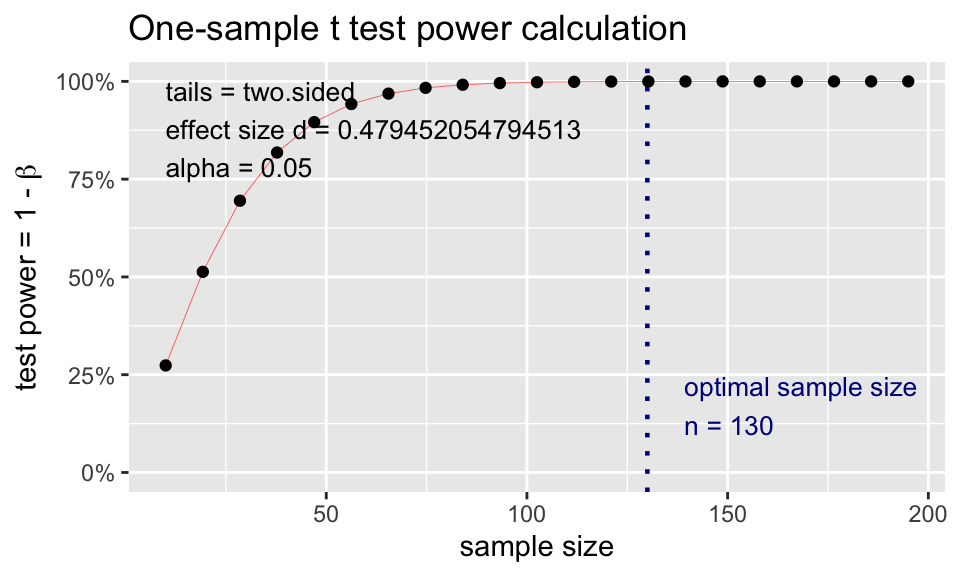 One-sample t test power calculation
test power = 1 - β
100%
75%
50%
25%
0%
tails = two.sided
effect size d = 0.479452054794513
alpha = 0.05
optimal sample size
n = 130
50
100
150
200
sample size